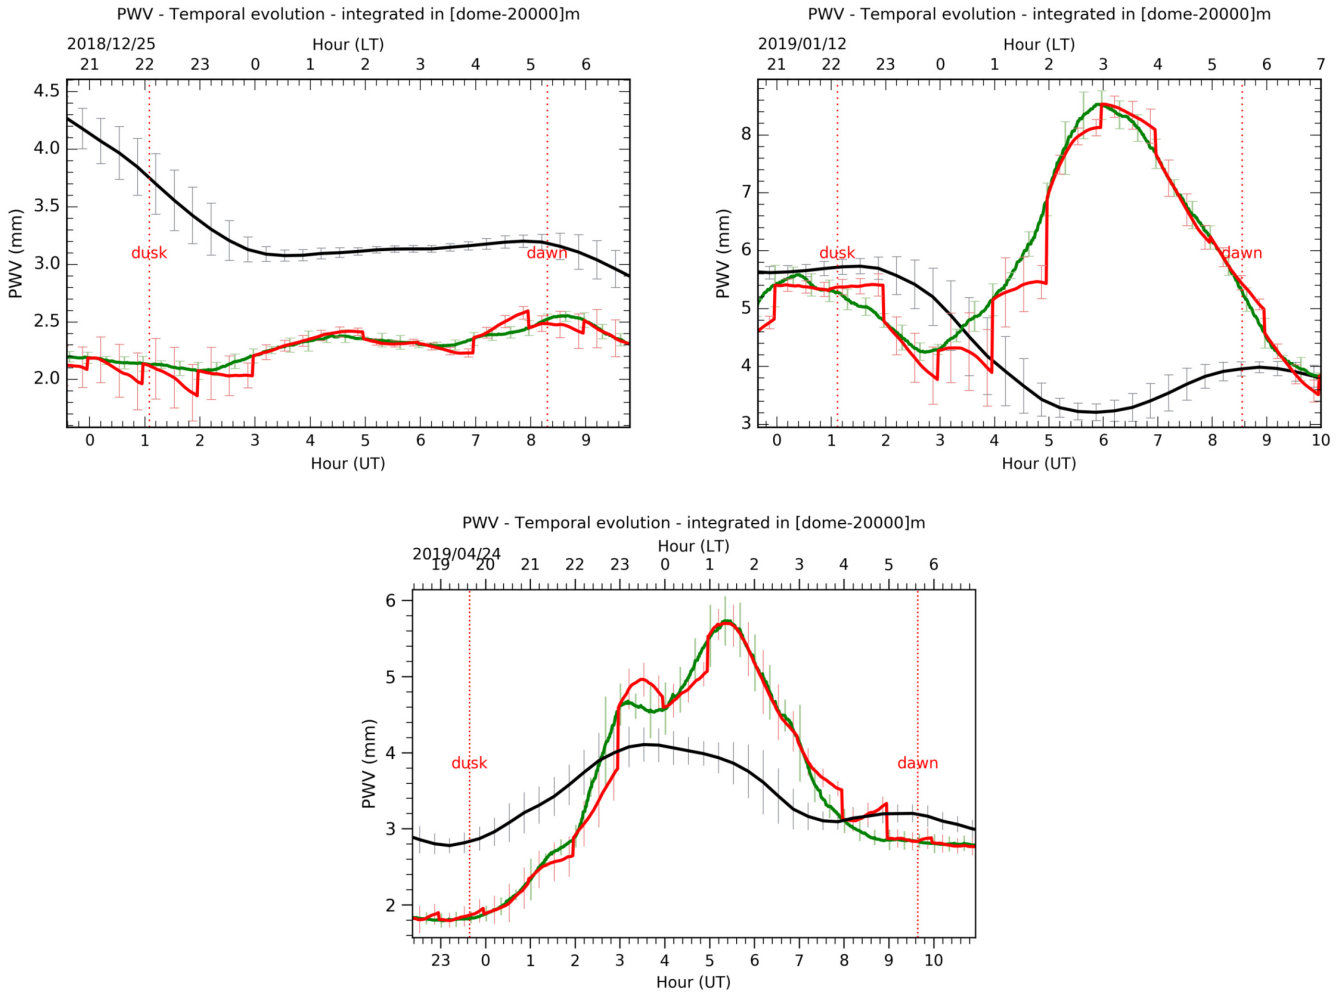 PWV - Temporal evolution - integrated in [dome-20000]m
2018/12/25 Hour (LT)
21 22 23 0 1 2 3 4 5 6
4.5
4.0
3.5
3.0
2.5
2.0
PWV (mm)
dusk dawn
0 1 2 3 4 5 6 7 8 9
Hour (UT)
PWV - Temporal evolution - integrated in [dome-20000]m
2019/01/12 Hour (LT)
21 22 23 0 1 2 3 4 5 6 7
8
7
6
5
4
3
PWV (mm)
dusk dawn
0 1 2 3 4 5 6 7 8 9 10
Hour (UT)
PWV - Temporal evolution - integrated in [dome-20000]m
2019/04/24 Hour (LT)
19 20 21 22 23 0 1 2 3 4 5 6
6
5
4
3
2
PWV (mm)
dusk dawn
23 0 1 2 3 4 5 6 7 8 9 10
Hour (UT)